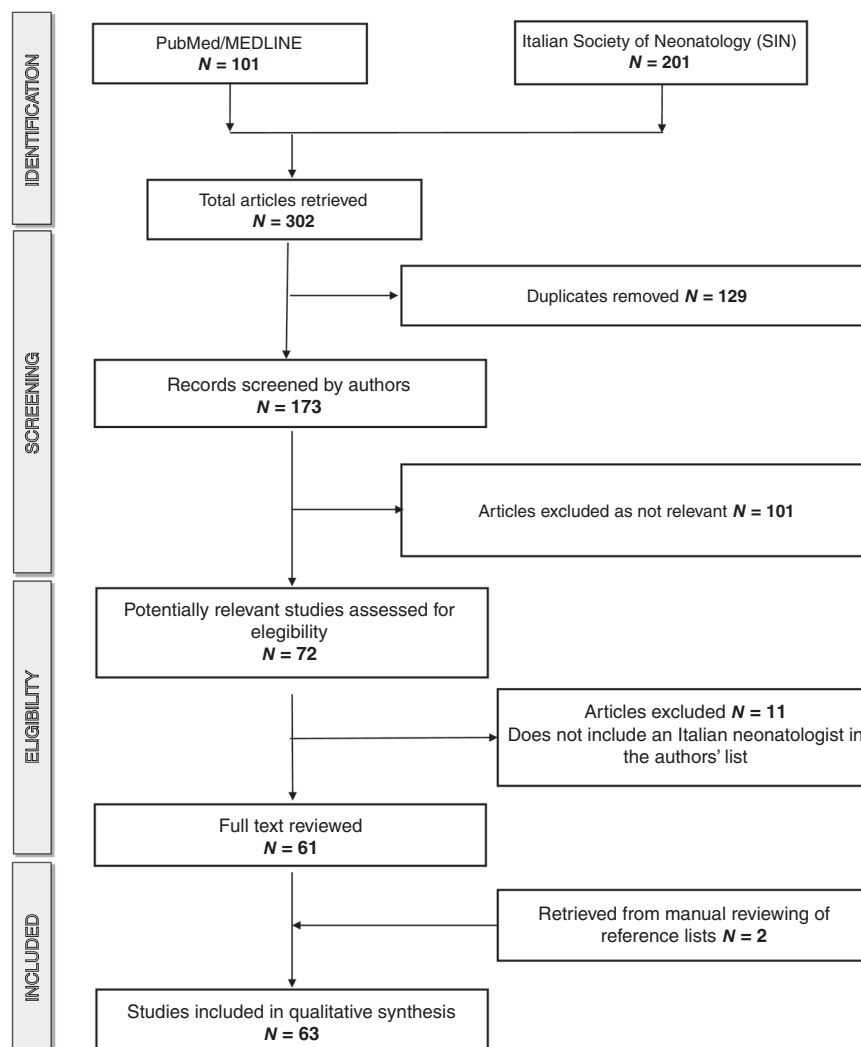 IDENTIFICATION
PubMed/MEDLINE
N = 101
Italian Society of Neonatology (SIN)
N = 201
Total articles retrieved
N = 302
SCREENING
Duplicates removed N = 129
Records screened by authors
N = 173
Articles excluded as not relevant N = 101
ELIGIBILITY
Potentially relevant studies assessed for
elegibility
N = 72
Articles excluded N = 11
Does not include an Italian neonatologist in
the authors' list
Full text reviewed
N = 61
INCLUDED
Retrieved from manual reviewing of
reference lists N = 2
Studies included in qualitative synthesis
N = 63